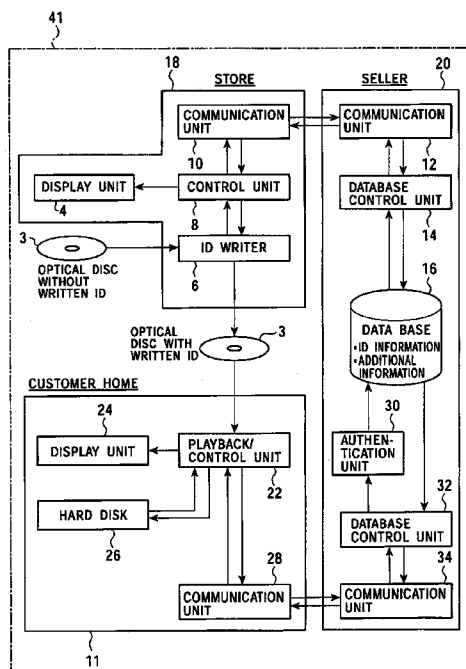 41
18
STORE
SELLER
20
COMMUNICATION
UNIT
10
COMMUNICATION
UNIT
12
DISPLAY UNIT
4
CONTROL UNIT
8
DATABASE
CONTROL UNIT
14
3
OPTICAL DISC
WITHOUT
WRITTEN ID
ID WRITER
6
16
DATA BASE
• ID INFORMATION
• ADDITIONAL
INFORMATION
OPTICAL
DISC WITH
WRITTEN ID
3
CUSTOMER HOME
24
DISPLAY UNIT
PLAYBACK/
CONTROL UNIT
22
30
AUTHEN-
TICATION
UNIT
HARD DISK
26
32
DATABASE
CONTROL UNIT
28
COMMUNICATION
UNIT
34
COMMUNICATION
UNIT
11